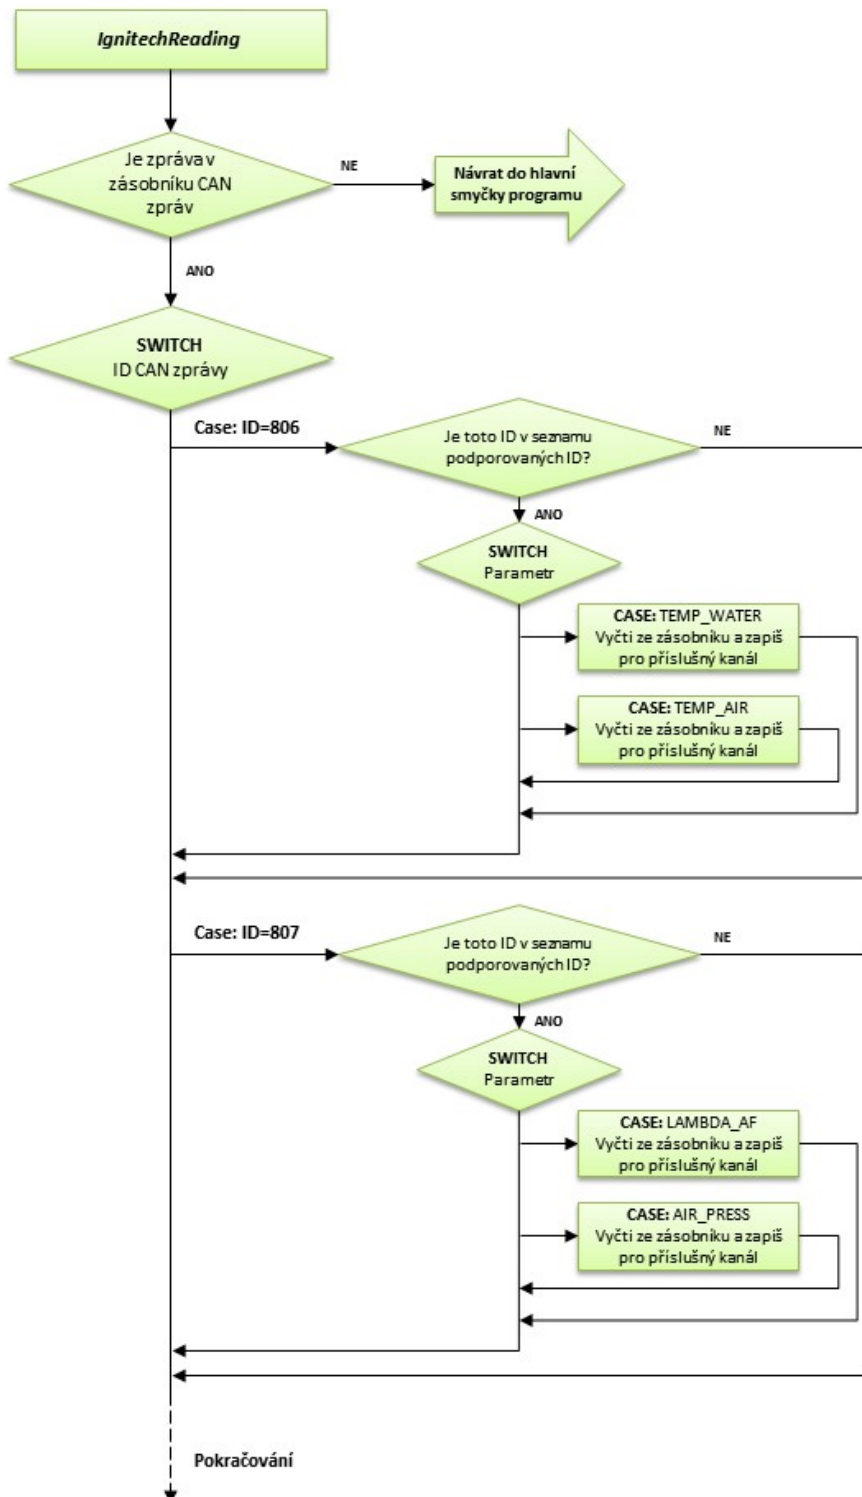 IgnitechReading
Je zpráva v
zásobníku CAN
zpráv
NE
Návrat do hlavní
smyčky programu
ANO
SWITCH
ID CAN zprávy
Case: ID=806
Je toto ID v seznamu
podporovaných ID?
NE
ANO
SWITCH
Parametr
CASE: TEMP_WATER
Vyčti ze zásobníku a zapiš
pro příslušný kanál
CASE: TEMP_AIR
Vyčti ze zásobníku a zapiš
pro příslušný kanál
Case: ID=807
Je toto ID v seznamu
podporovaných ID?
NE
ANO
SWITCH
Parametr
CASE: LAMBDA_AF
Vyčti ze zásobníku a zapiš
pro příslušný kanál
CASE: AIR_PRESS
Vyčti ze zásobníku a zapiš
pro příslušný kanál
Pokračování